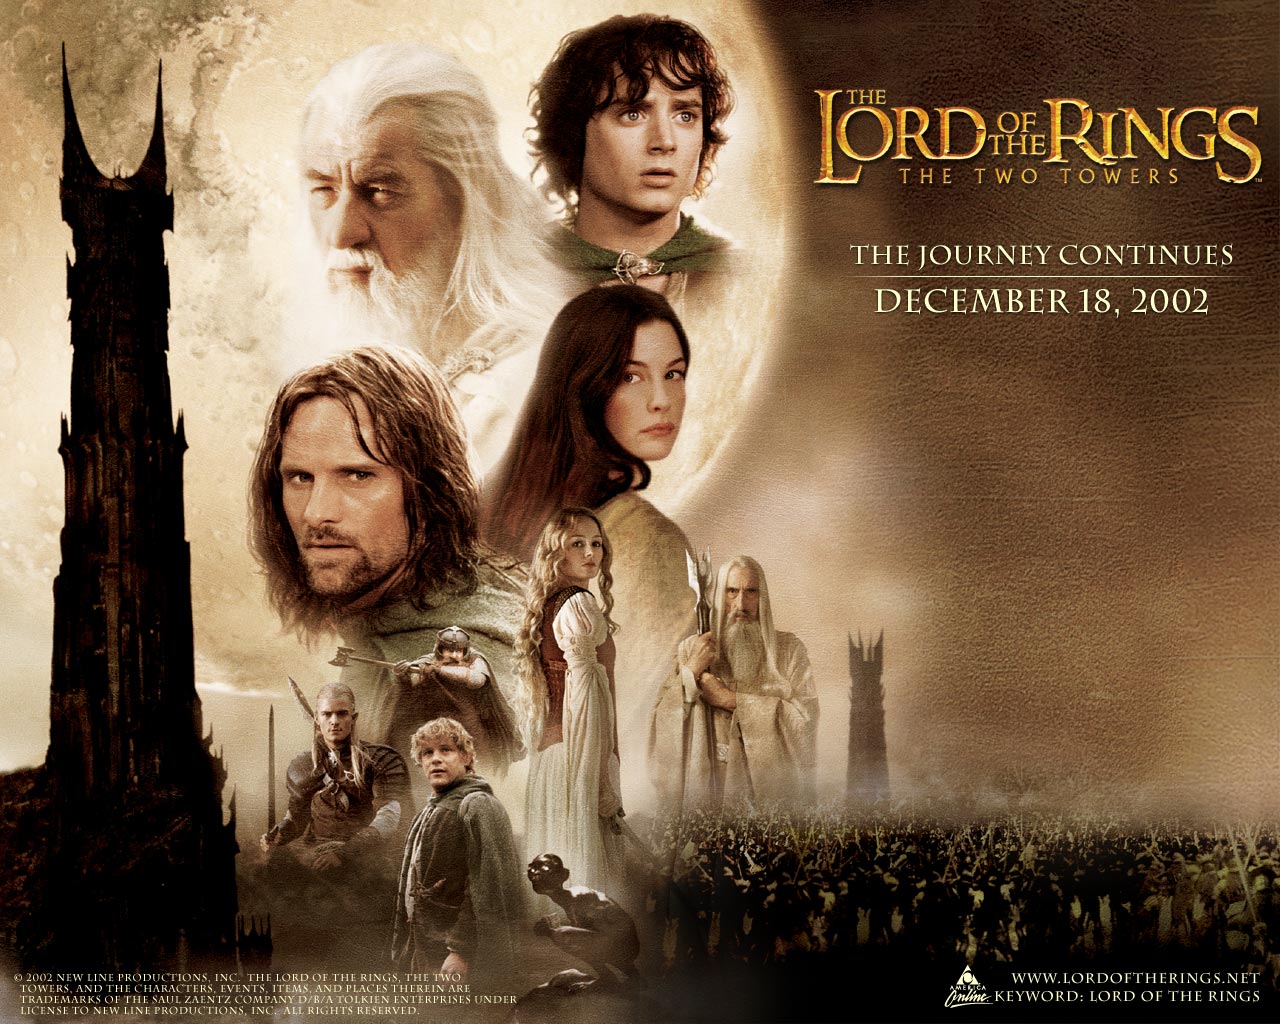 THE LORD OF THE RINGS™
THE TWO TOWERS
THE JOURNEY CONTINUES
DECEMBER 18, 2002
© 2002 NEW LINE PRODUCTIONS, INC. THE LORD OF THE RINGS, THE TWO
TOWERS, AND THE CHARACTERS, EVENTS, ITEMS, AND PLACES THEREIN ARE
TRADEMARKS OF THE SAUL ZAENTZ COMPANY D/B/A TOLKIEN ENTERPRISES UNDER
LICENSE TO NEW LINE PRODUCTIONS, INC. ALL RIGHTS RESERVED.
AMERICA
Online
WWW.LORDOFTHERINGS.NET
KEYWORD: LORD OF THE RINGS